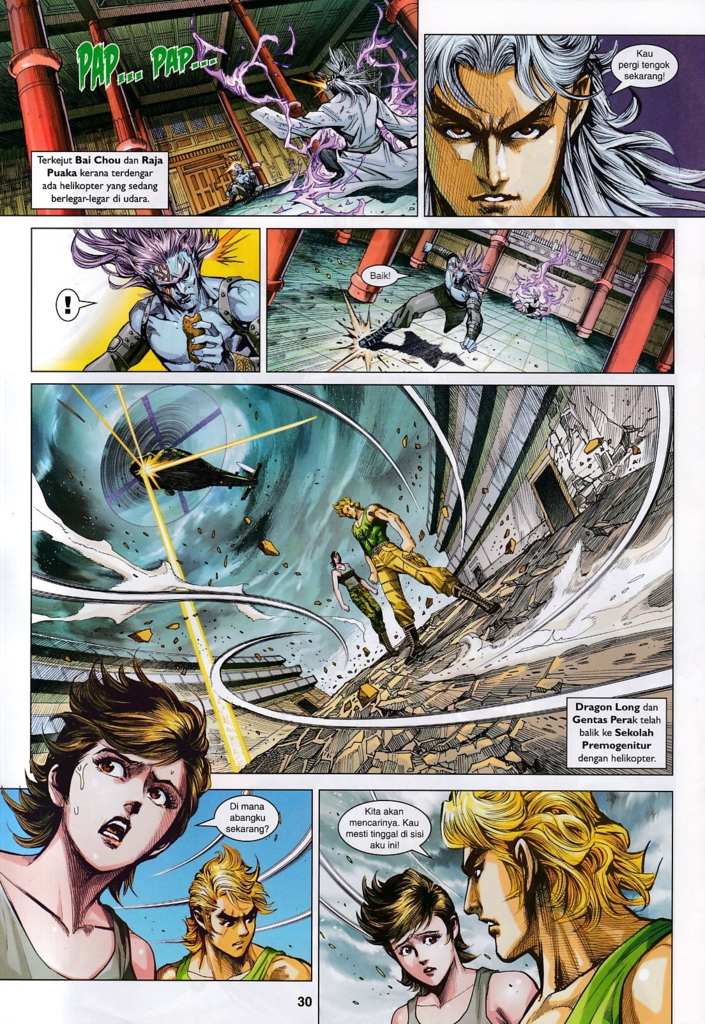 PAP... PAP...
Terkejut Bai Chou dan Raja
Puaka kerana terdengar
ada helikopter yang sedang
berlegar-legar di udara.
Kau
pergi tengok
sekarang!
!
Baik!
Dragon Long dan
Gentas Perak telah
balik ke Sekolah
Premogenitur
dengan helikopter.
Di mana
abangku
sekarang?
Kita akan
mencarinya. Kau
mesti tinggal di sisi
aku ini!
30